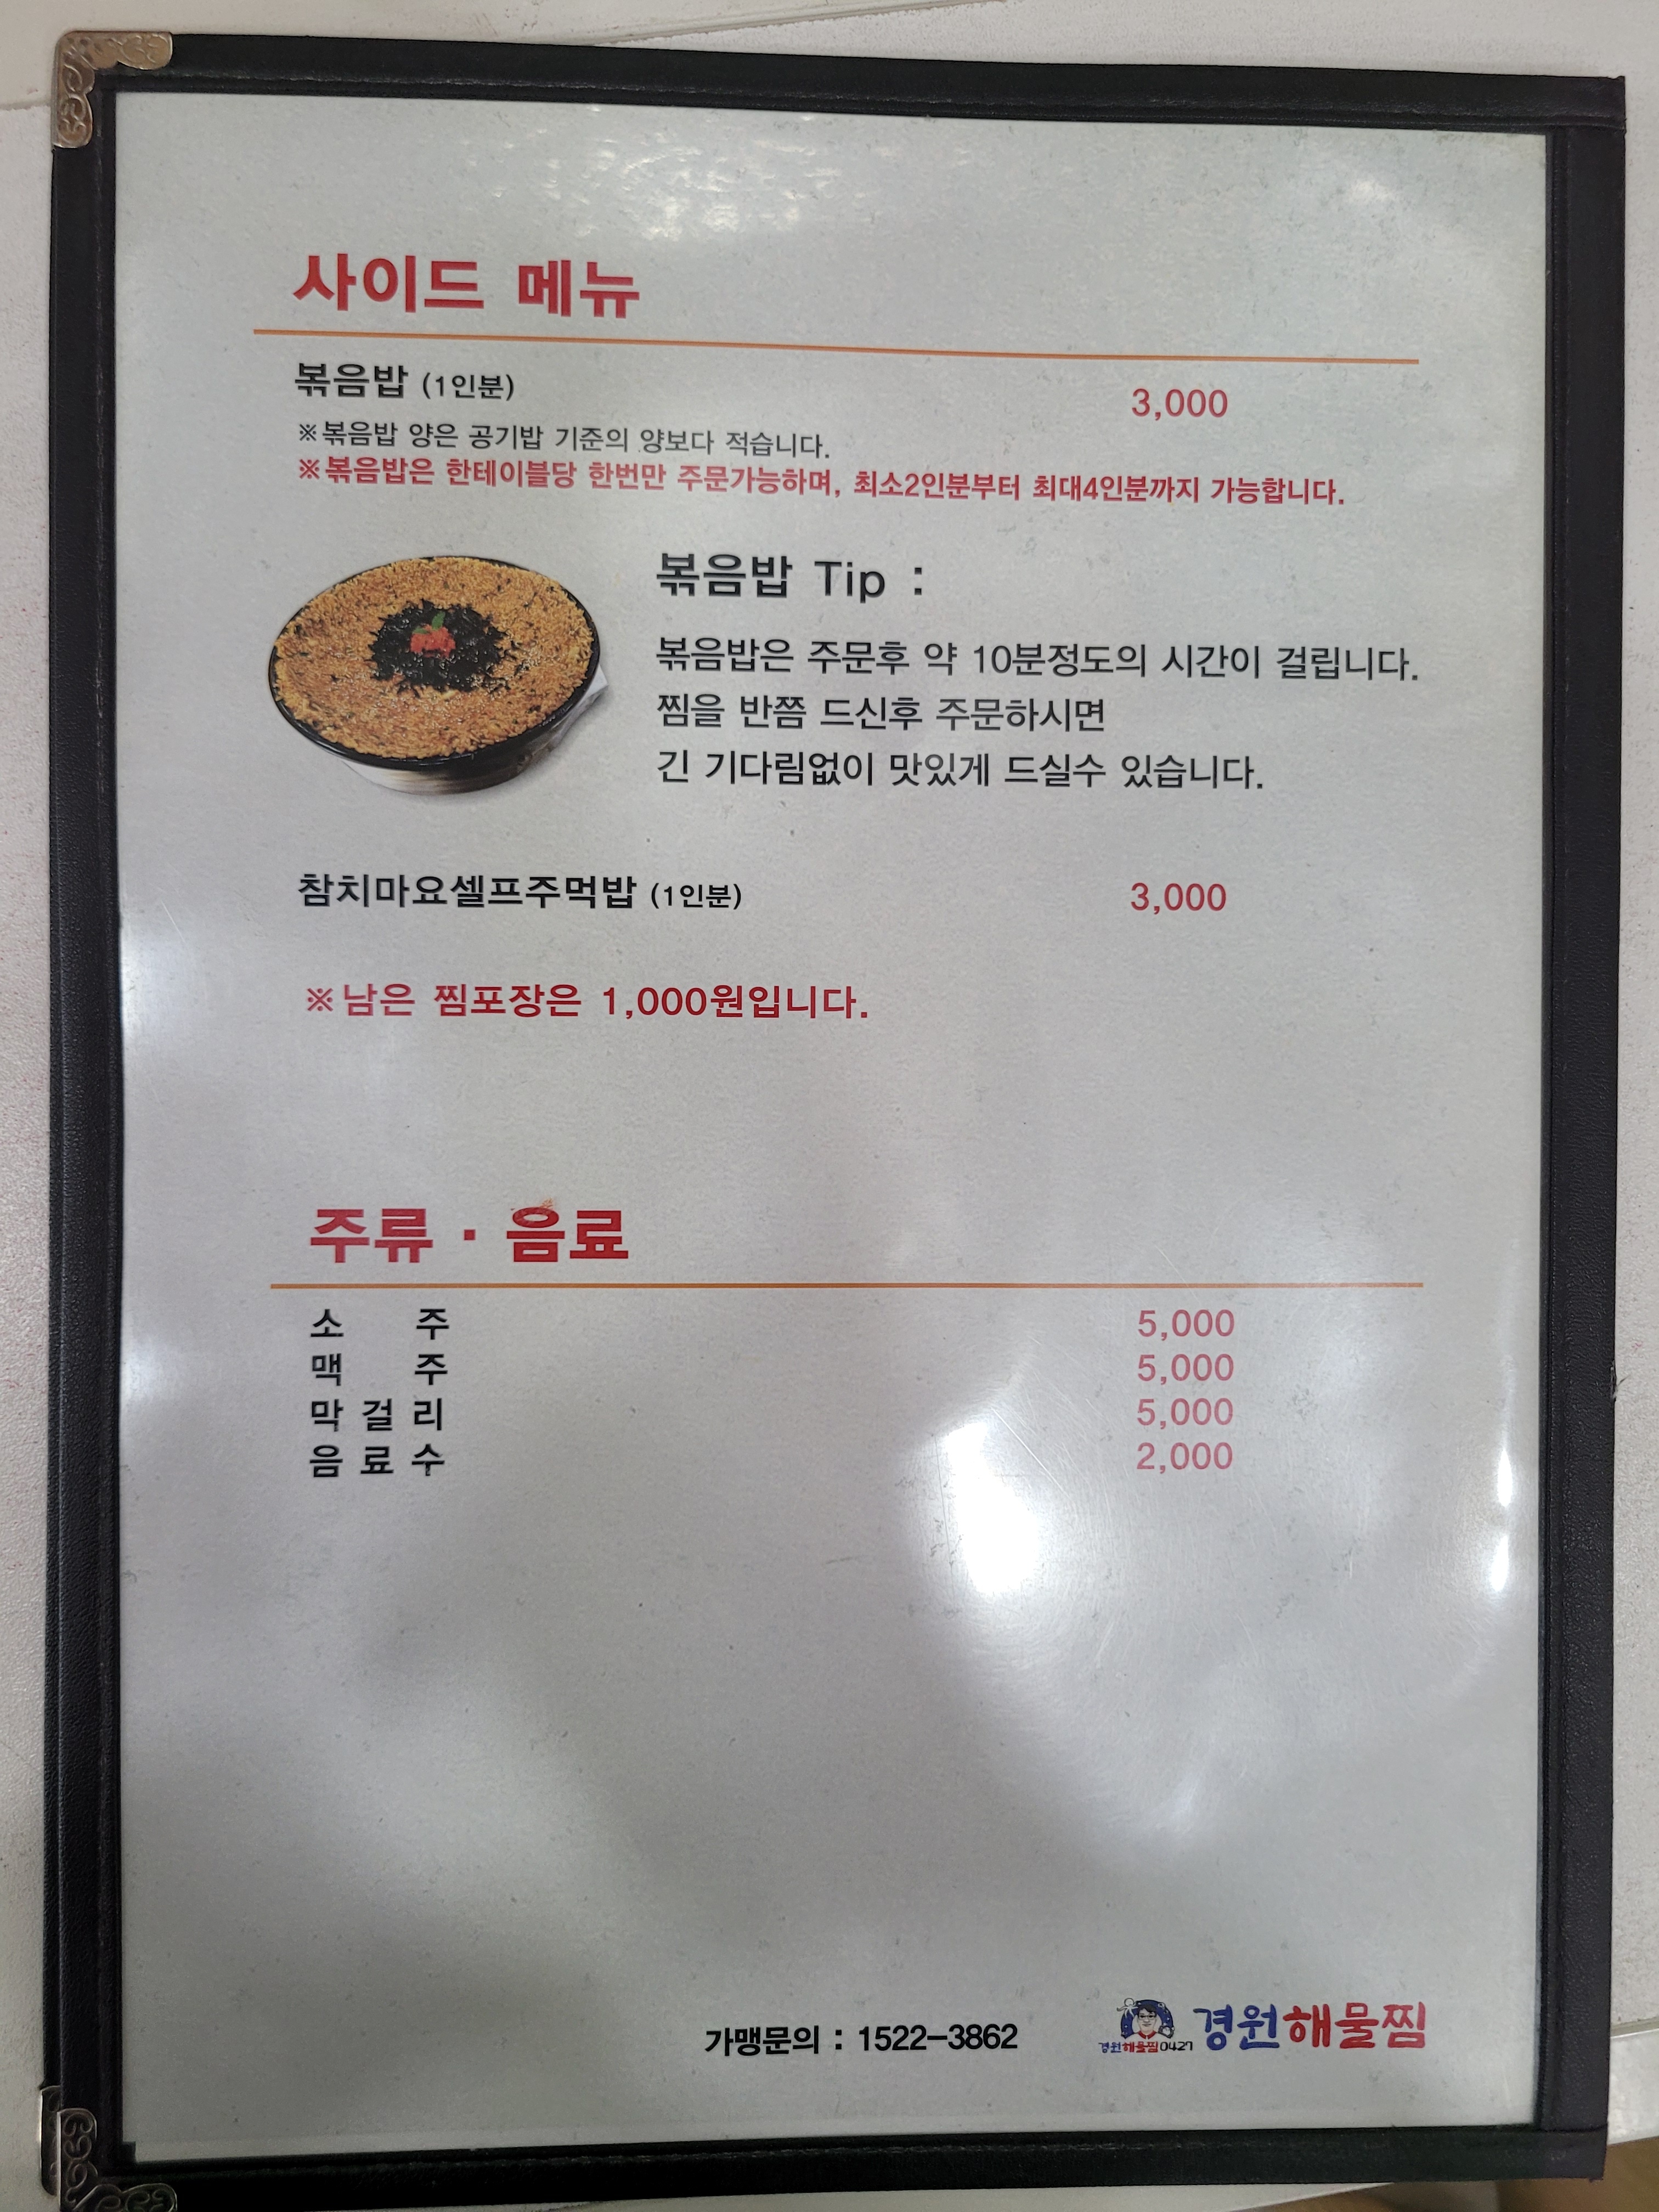 사이드 메뉴
볶음밥 (1인분) 3,000
※볶음밥 양은 공기밥 기준의 양보다 적습니다.
※볶음밥은 한테이블당 한번만 주문가능하며, 최소2인분부터 최대4인분까지 가능합니다.
볶음밥 Tip :
볶음밥은 주문후 약 10분정도의 시간이 걸립니다.
찜을 반쯤 드신후 주문하시면
긴 기다림없이 맛있게 드실수 있습니다.
참치마요셀프주먹밥 (1인분) 3,000
※남은 찜포장은 1,000원입니다.
주류 · 음료
소 주 5,000
맥 주 5,000
막 걸 리 5,000
음 료 수 2,000
가맹문의 : 1522-3862
경원해물찜0427
경원해물찜